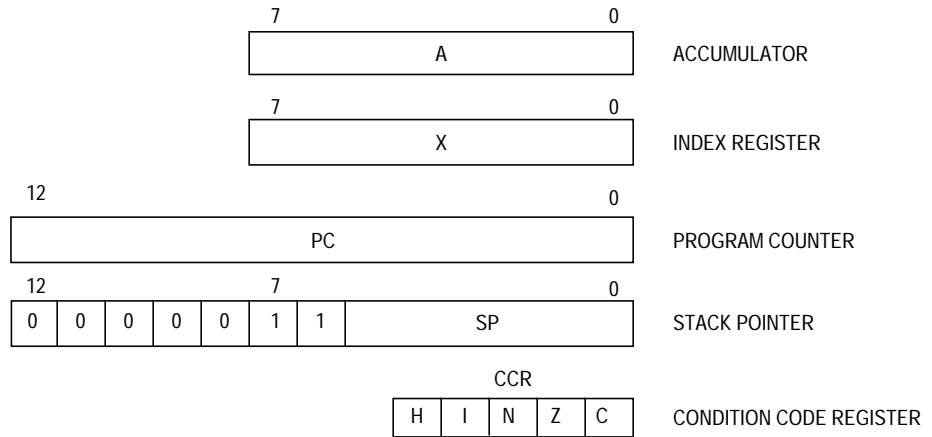 7 0
A ACCUMULATOR
7 0
X INDEX REGISTER
12 0
PC PROGRAM COUNTER
12 7 0
0 0 0 0 0 1 1 SP STACK POINTER
CCR
H I N Z C CONDITION CODE REGISTER